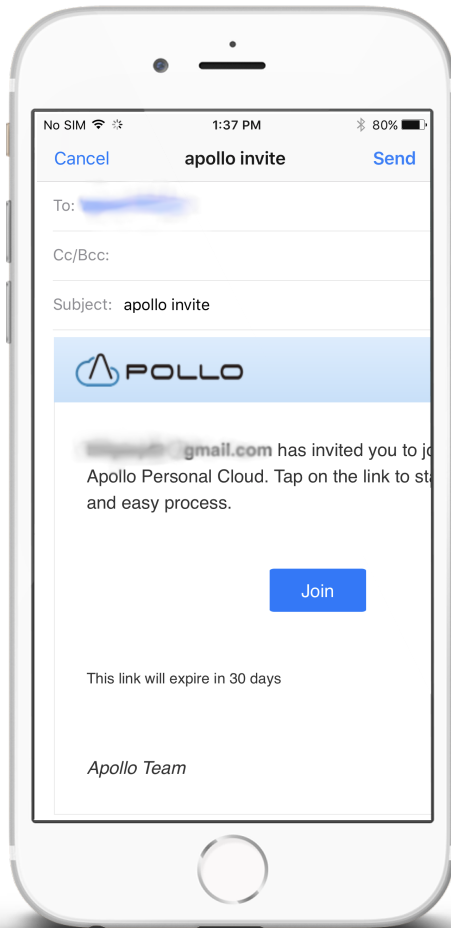 No SIM 1:37 PM 80%
Cancel apollo invite Send
To:
Cc/Bcc:
Subject: apollo invite
APOLLO
gmail.com has invited you to jo
Apollo Personal Cloud. Tap on the link to sta
and easy process.
Join
This link will expire in 30 days
Apollo Team